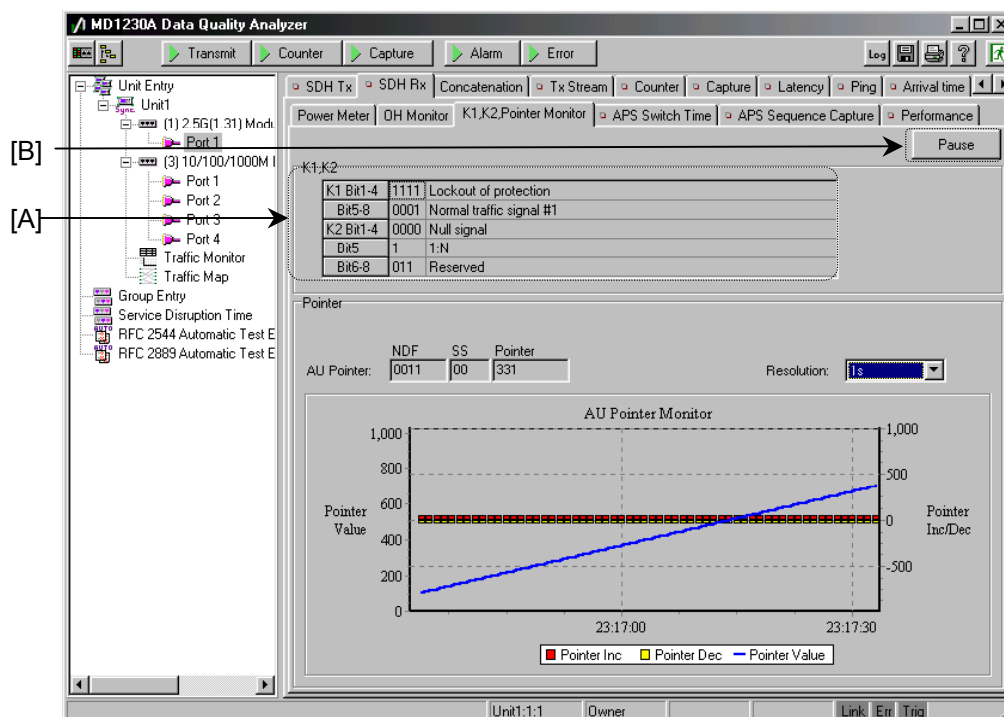 MD1230A Data Quality Analyzer
Transmit Counter Capture Alarm Error Log ?
Unit Entry
Sync. Unit1
(1) 2.5G(1.31) Modu
Port 1
(3) 10/100/1000M
Port 1
Port 2
Port 3
Port 4
Traffic Monitor
Traffic Map
Group Entry
Service Disruption Time
AUTO RFC 2544 Automatic Test E
AUTO RFC 2889 Automatic Test E
SDH Tx SDH Rx Concatenation Tx Stream Counter Capture Latency Ping Arrival time
Power Meter OH Monitor K1,K2,Pointer Monitor APS Switch Time APS Sequence Capture Performance
[B] Pause
K1,K2
[A]
K1 Bit1-4 1111 Lockout of protection
Bit5-8 0001 Normal traffic signal #1
K2 Bit1-4 0000 Null signal
Bit5 1 1:N
Bit6-8 011 Reserved
Pointer
NDF SS Pointer
AU Pointer: 0011 00 331 Resolution: 1s
AU Pointer Monitor
1,000 1,000
800 500
600
Pointer Value
0
Pointer Inc/Dec
400
-500
200
0
23:17:00 23:17:30
Pointer Inc Pointer Dec Pointer Value
Unit1:1:1 Owner Link Err Trig